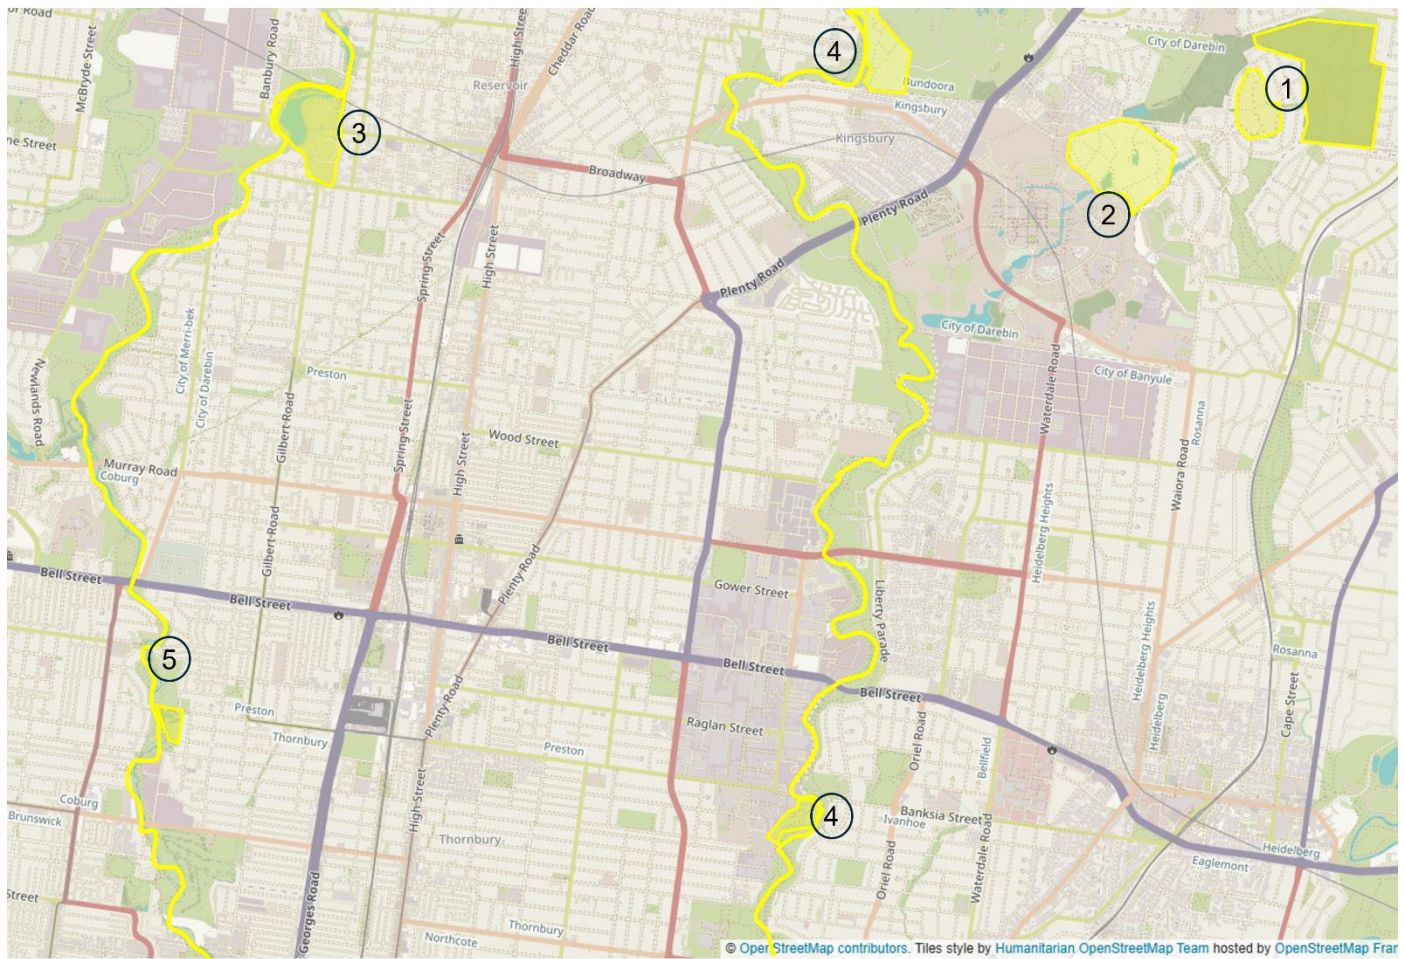 or Road
McBryde Street
Banbury Road
High Stree
Cheddar Road
Reservoir
4
City of Darebin
1
Bundoora
Kingsbury
3
ne Street
Kingsbury
Broadway
2
Plenty Road
Spring Street
High Street
Plenty Road
City of Merri-bek
City of Darebin
City of Darebin
Newlands Road
Preston
Gilbert Road
Spring Street
Waterdale Road
City of Banyule
Rosanna
Wood Street
High Street
Murray Road
Coburg
Waiora Road
Heidelberg Heights
Gilbert Road
Plenty Road
Bell Street
Bell Street
Gower Street
Liberty Parade
Heidelberg Heights
Bell Street
5
Bell Street
Bell Street
Rosanna
Plenty Road
Heidelberg
Cape Street
Preston
Thornbury
Raglan Street
Preston
Oriel Road
Bellfield
High Street
Coburg
Brunswick
4
Banksia Street
Ivanhoe
Thornbury
Waterdale Road
Oriel Road
Heidelberg
Eaglemont
Street
Georges Road
Thornbury
Northcote
© OpenStreetMap contributors. Tiles style by Humanitarian OpenStreetMap Team hosted by OpenStreetMap Fran